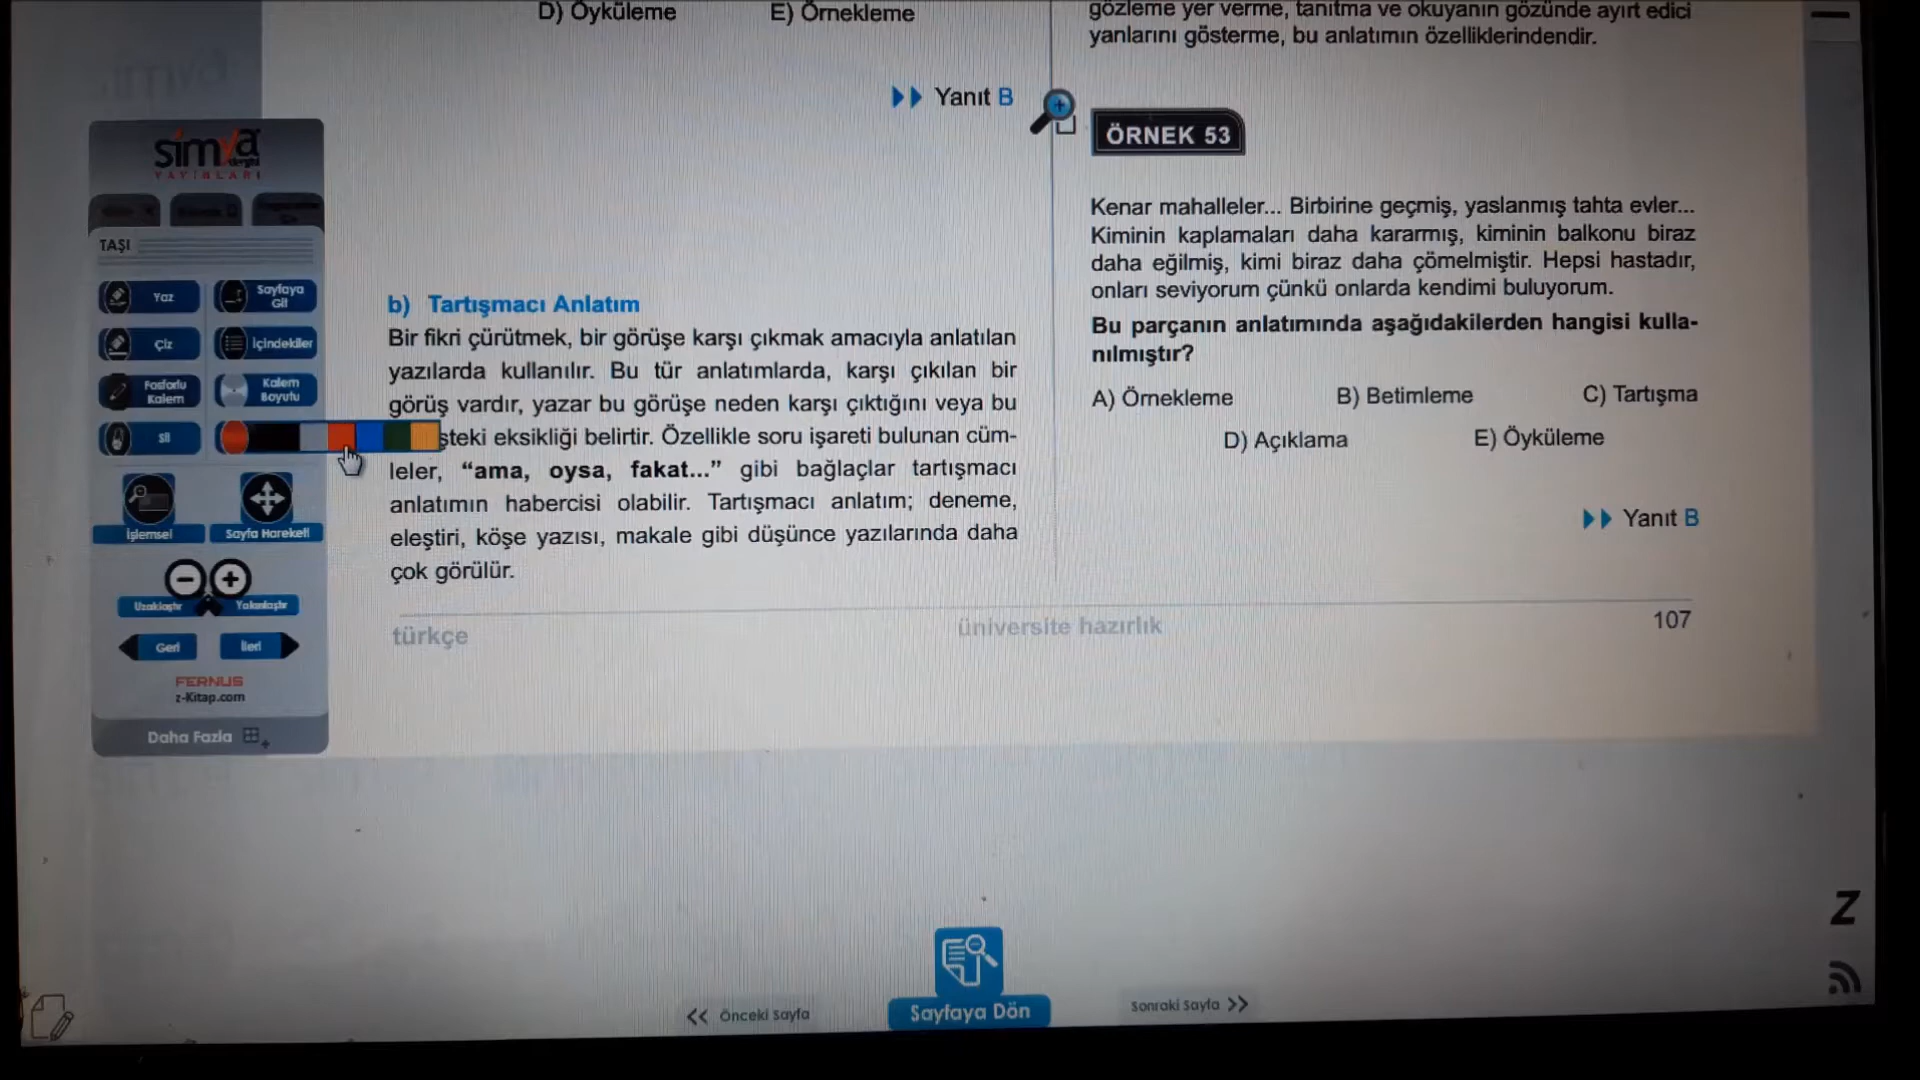 D) Öyküleme E) Örnekleme
Yanıt B
simya
YAYINLARI
TAŞI
Yaz
Sayfaya Git
Çiz
İçindekiler
Fosforlu Kalem
Kalem Boyutu
Sil
İşlemsel
Sayfa Hareketi
Uzaklaştır Yakınlaştır
Geri İleri
FERNUS
z-Kitap.com
Daha Fazla
b) Tartışmacı Anlatım
Bir fikri çürütmek, bir görüşe karşı çıkmak amacıyla anlatılan
yazılarda kullanılır. Bu tür anlatımlarda, karşı çıkılan bir
görüş vardır, yazar bu görüşe neden karşı çıktığını veya bu
şteki eksikliği belirtir. Özellikle soru işareti bulunan cüm-
leler, “ama, oysa, fakat...” gibi bağlaçlar tartışmacı
anlatımın habercisi olabilir. Tartışmacı anlatım; deneme,
eleştiri, köşe yazısı, makale gibi düşünce yazılarında daha
çok görülür.
gözleme yer verme, tanıtma ve okuyanın gözünde ayırt edici
yanlarını gösterme, bu anlatımın özelliklerindendir.
ÖRNEK 53
Kenar mahalleler... Birbirine geçmiş, yaslanmış tahta evler...
Kiminin kaplamaları daha kararmış, kiminin balkonu biraz
daha eğilmiş, kimi biraz daha çömelmiştir. Hepsi hastadır,
onları seviyorum çünkü onlarda kendimi buluyorum.
Bu parçanın anlatımında aşağıdakilerden hangisi kulla-
nılmıştır?
A) Örnekleme B) Betimleme C) Tartışma
D) Açıklama E) Öyküleme
Yanıt B
türkçe üniversite hazırlık 107
Z
<< Önceki Sayfa
Sayfaya Dön
Sonraki Sayfa >>